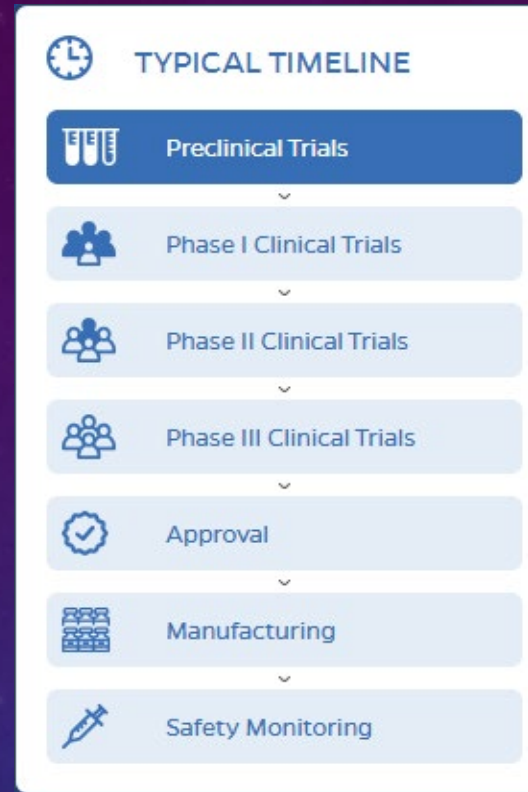 TYPICAL TIMELINE
Preclinical Trials
Phase I Clinical Trials
Phase II Clinical Trials
Phase III Clinical Trials
Approval
Manufacturing
Safety Monitoring